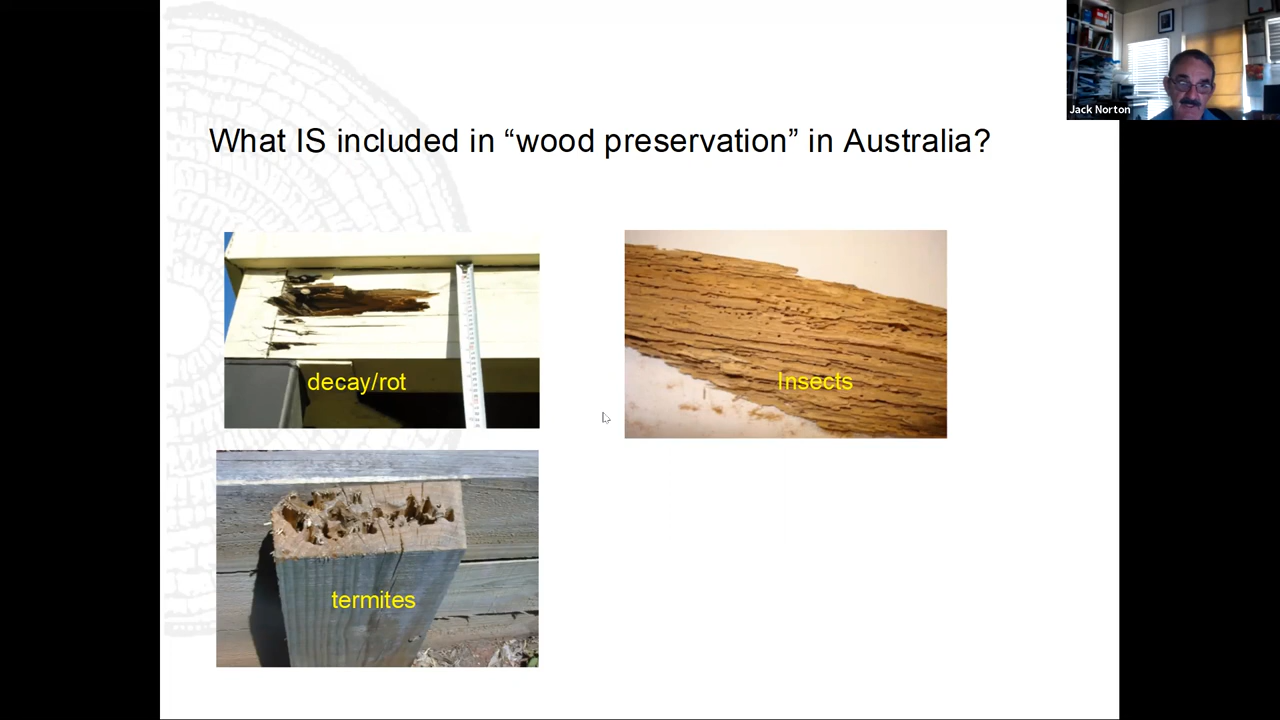 Jack Norton
What IS included in “wood preservation” in Australia?
decay/rot
Insects
termites